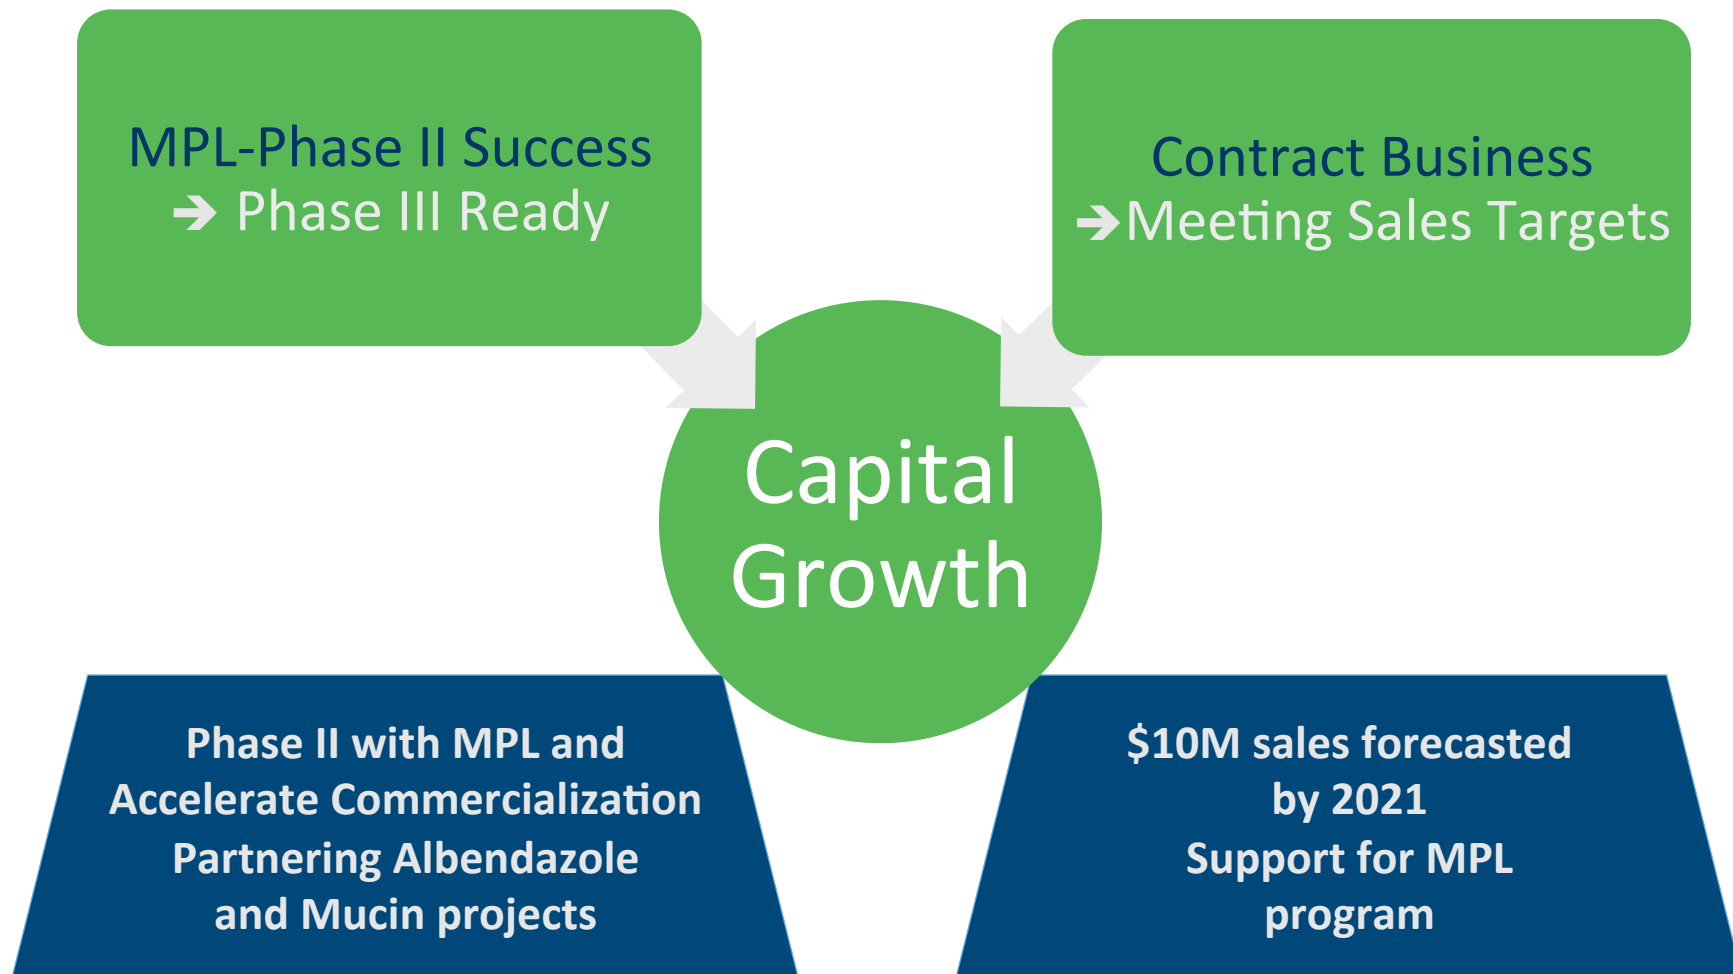 MPL-Phase II Success
➔ Phase III Ready
Contract Business
➔Meeting Sales Targets
Capital
Growth
Phase II with MPL and
Accelerate Commercialization
Partnering Albendazole
and Mucin projects
$10M sales forecasted
by 2021
Support for MPL
program